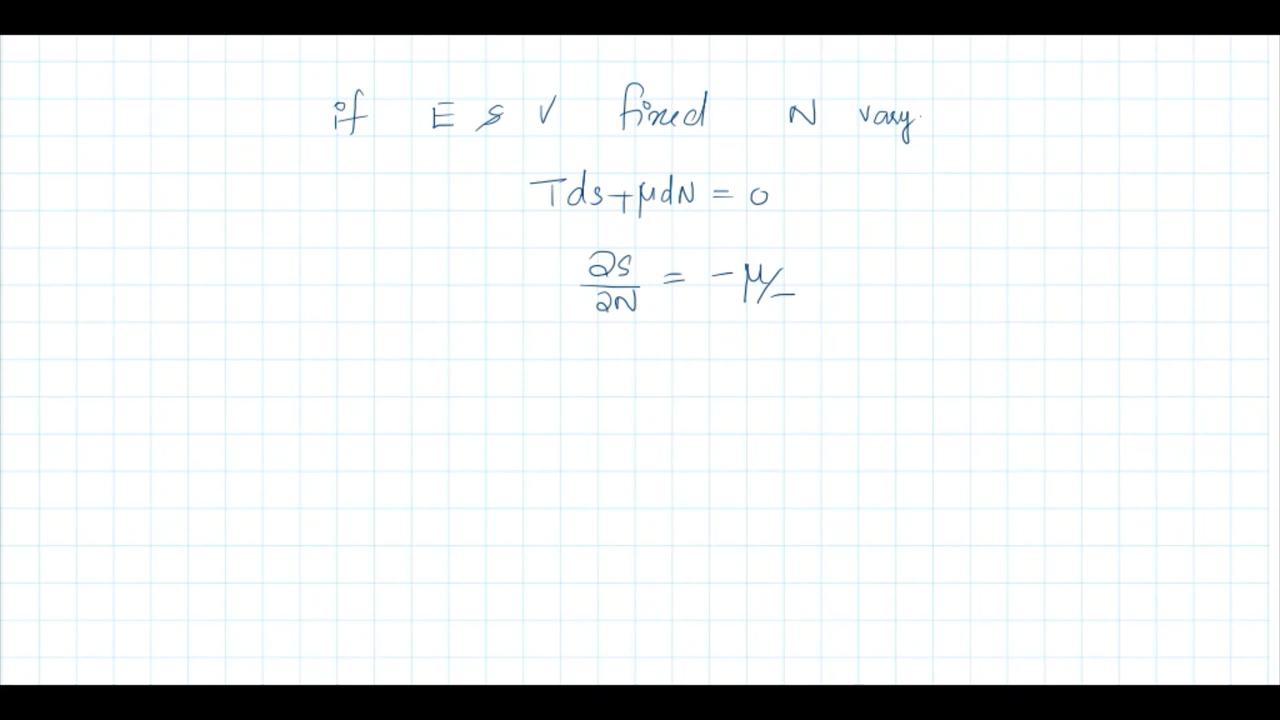 if E & V fixed N vary.
Tds+μdN = 0
∂s/∂N = -μ/